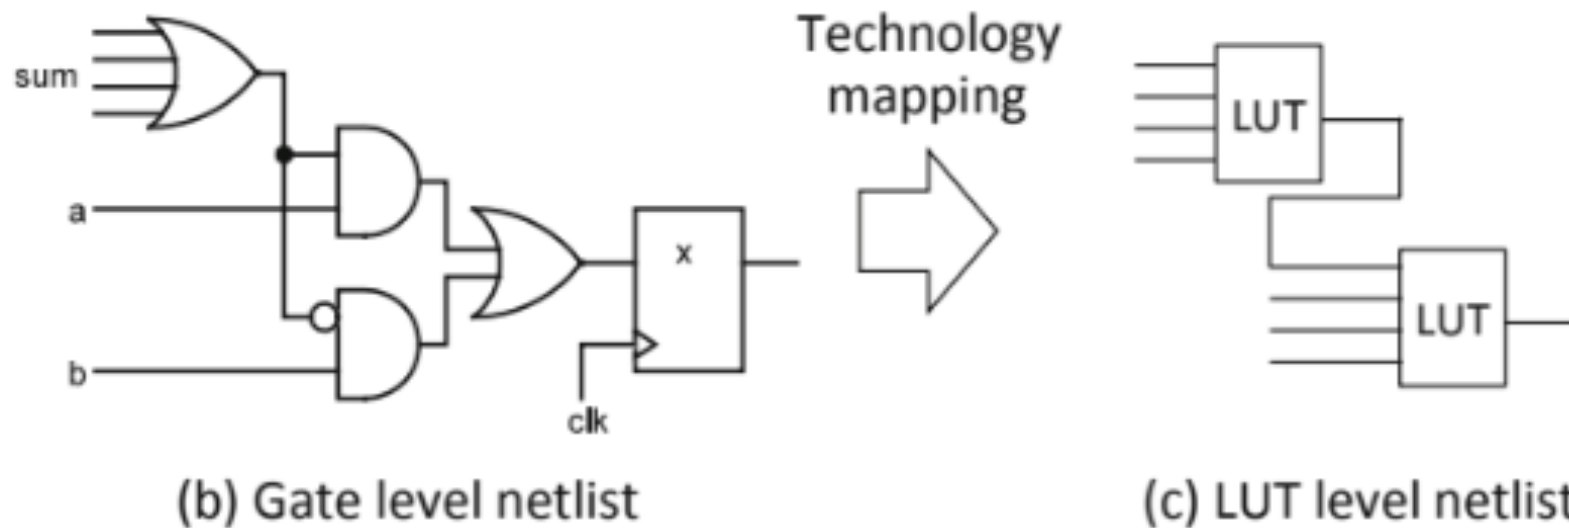 sum
a
b
x
clk
(b) Gate level netlist
Technology
mapping
LUT
LUT
(c) LUT level netlist